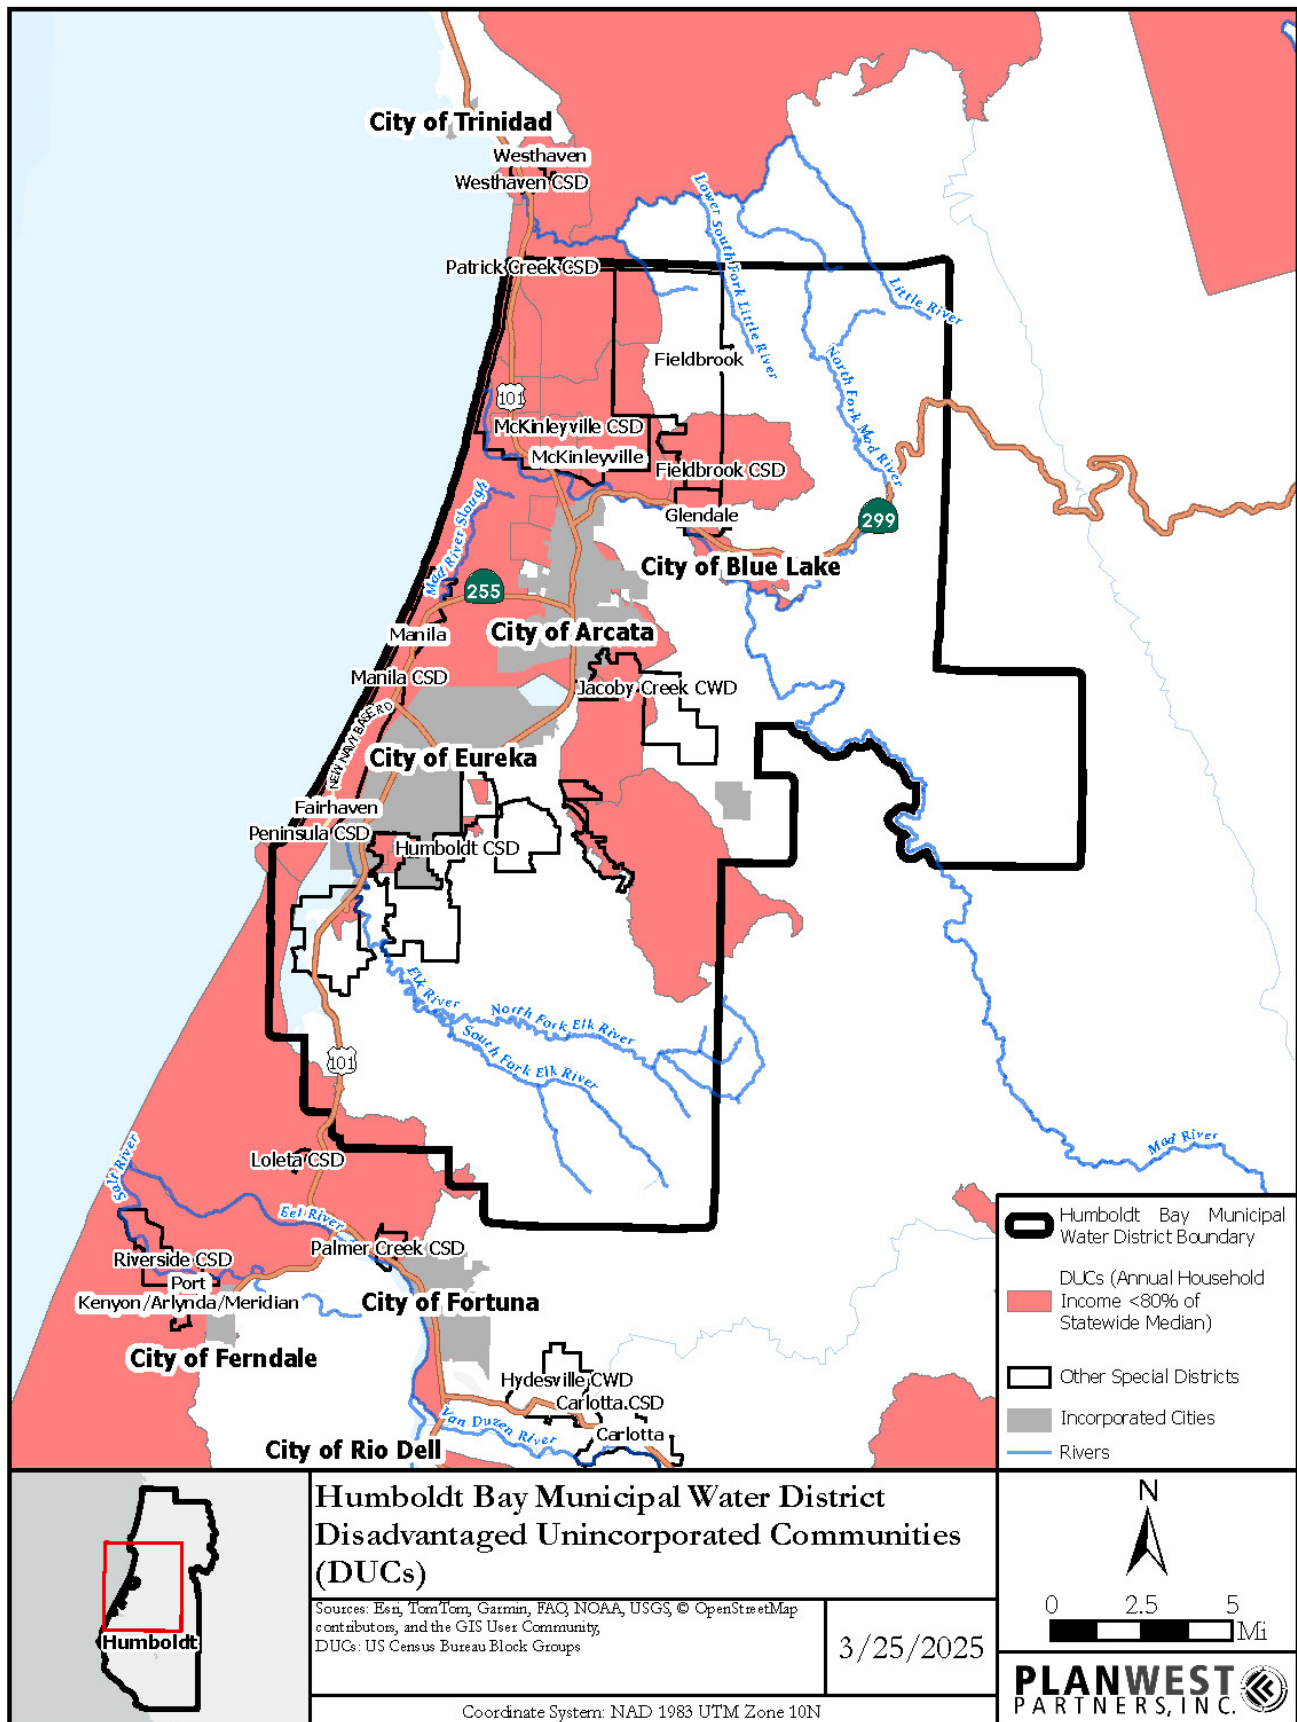 City of Trinidad
Westhaven
Westhaven CSD
Lower South Fork Little River
Patrick Creek CSD
Little River
Fieldbrook
North Fork Mad River
101
McKinleyville CSD
McKinleyville
Fieldbrook CSD
Mad River Slough
Glendale
299
City of Blue Lake
255
Manila
City of Arcata
Manila CSD
Jacoby Creek CWD
NEW NAVY BASE RD
City of Eureka
Fairhaven
Peninsula CSD
Humboldt CSD
Elk River
North Fork Elk River
South Fork Elk River
101
Mad River
Salt River
Loleta CSD
Eel River
Palmer Creek CSD
Riverside CSD
Port
Kenyon/Arlynda/Meridian
City of Fortuna
City of Ferndale
Hydesville CWD
Carlotta CSD
Van Duzen River
Carlotta
City of Rio Dell
Humboldt Bay Municipal
Water District Boundary
DUCs (Annual Household
Income <80% of
Statewide Median)
Other Special Districts
Incorporated Cities
Rivers
Humboldt
Humboldt Bay Municipal Water District
Disadvantaged Unincorporated Communities
(DUCs)
Sources: Esri, TomTom, Garmin, FAO, NOAA, USGS, © OpenStreetMap
contributors, and the GIS User Community,
DUCs: US Census Bureau Block Groups
3/25/2025
Coordinate System: NAD 1983 UTM Zone 10N
N
0 2.5 5
Mi
PLANWEST
PARTNERS, INC.